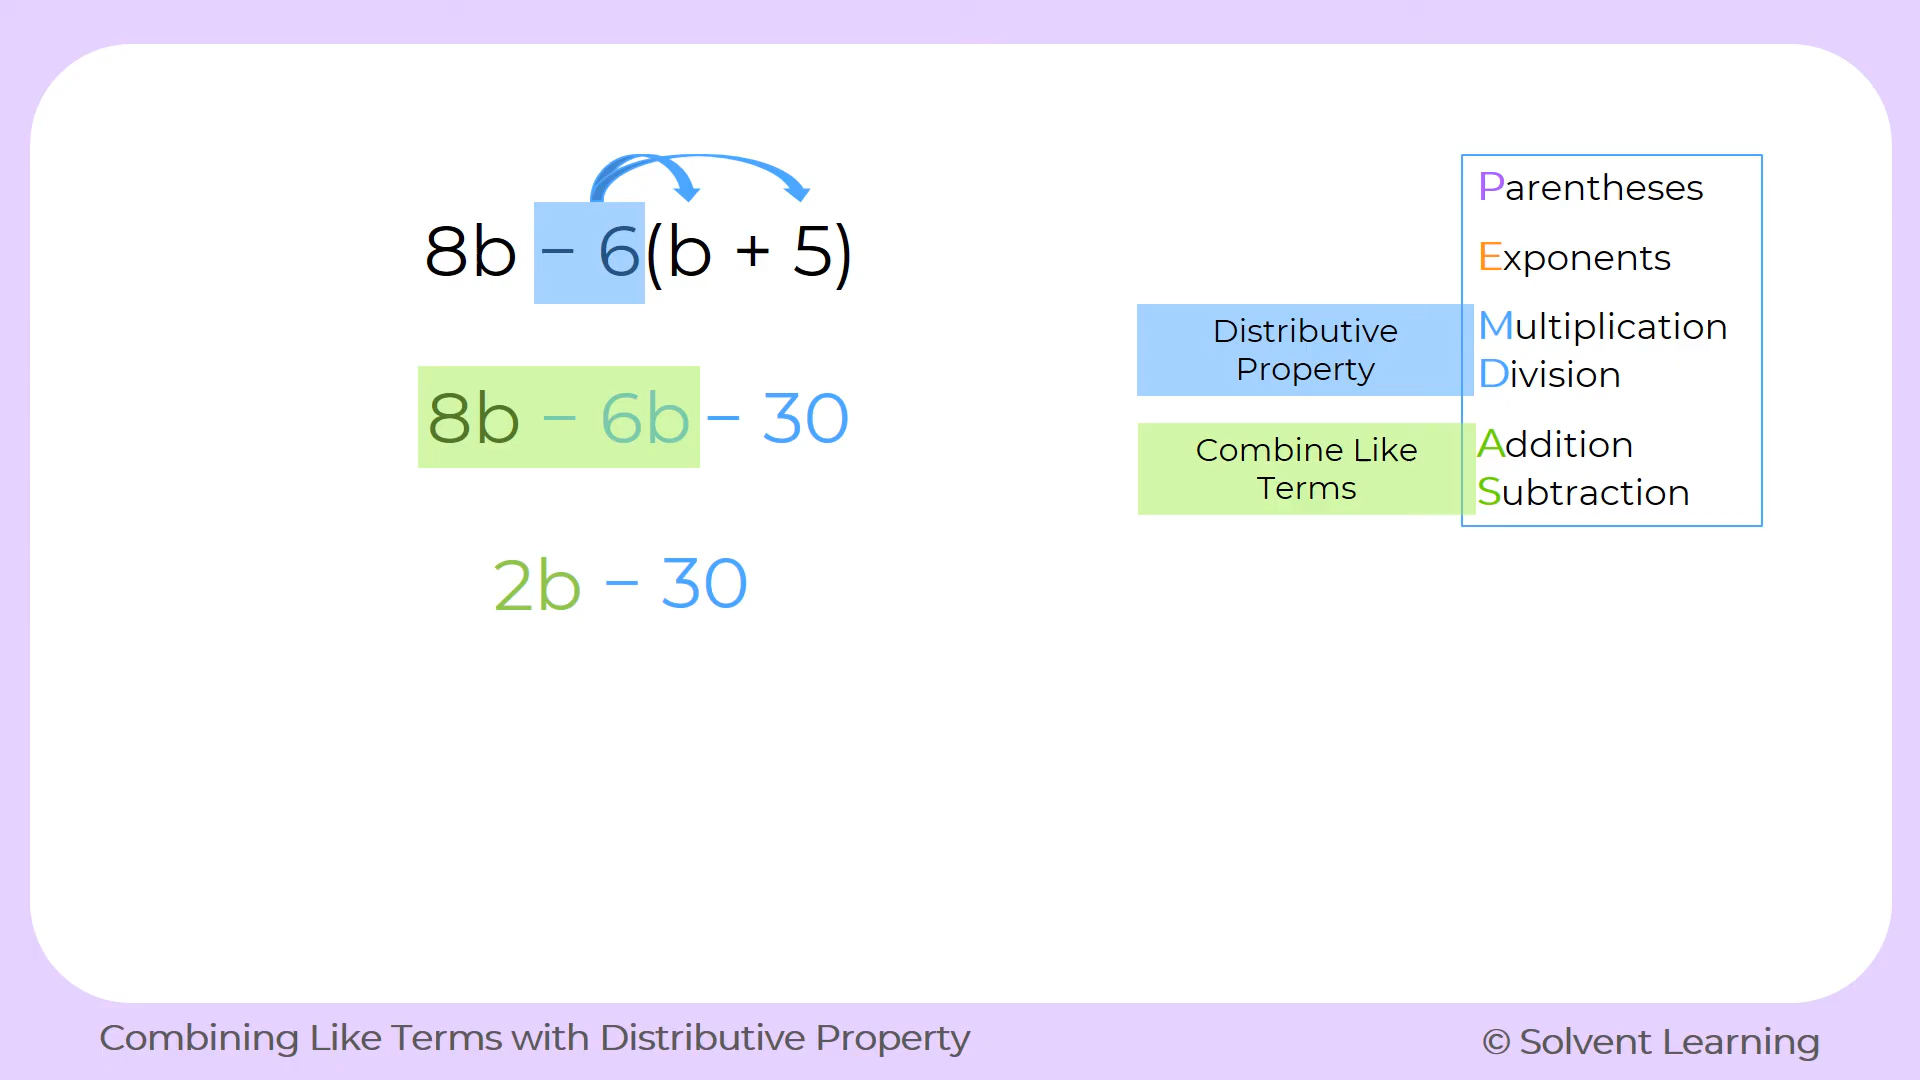 8b − 6(b + 5)
8b − 6b − 30
2b − 30
Parentheses
Exponents
Multiplication
Division
Addition
Subtraction
Distributive
Property
Combine Like
Terms
Combining Like Terms with Distributive Property
© Solvent Learning